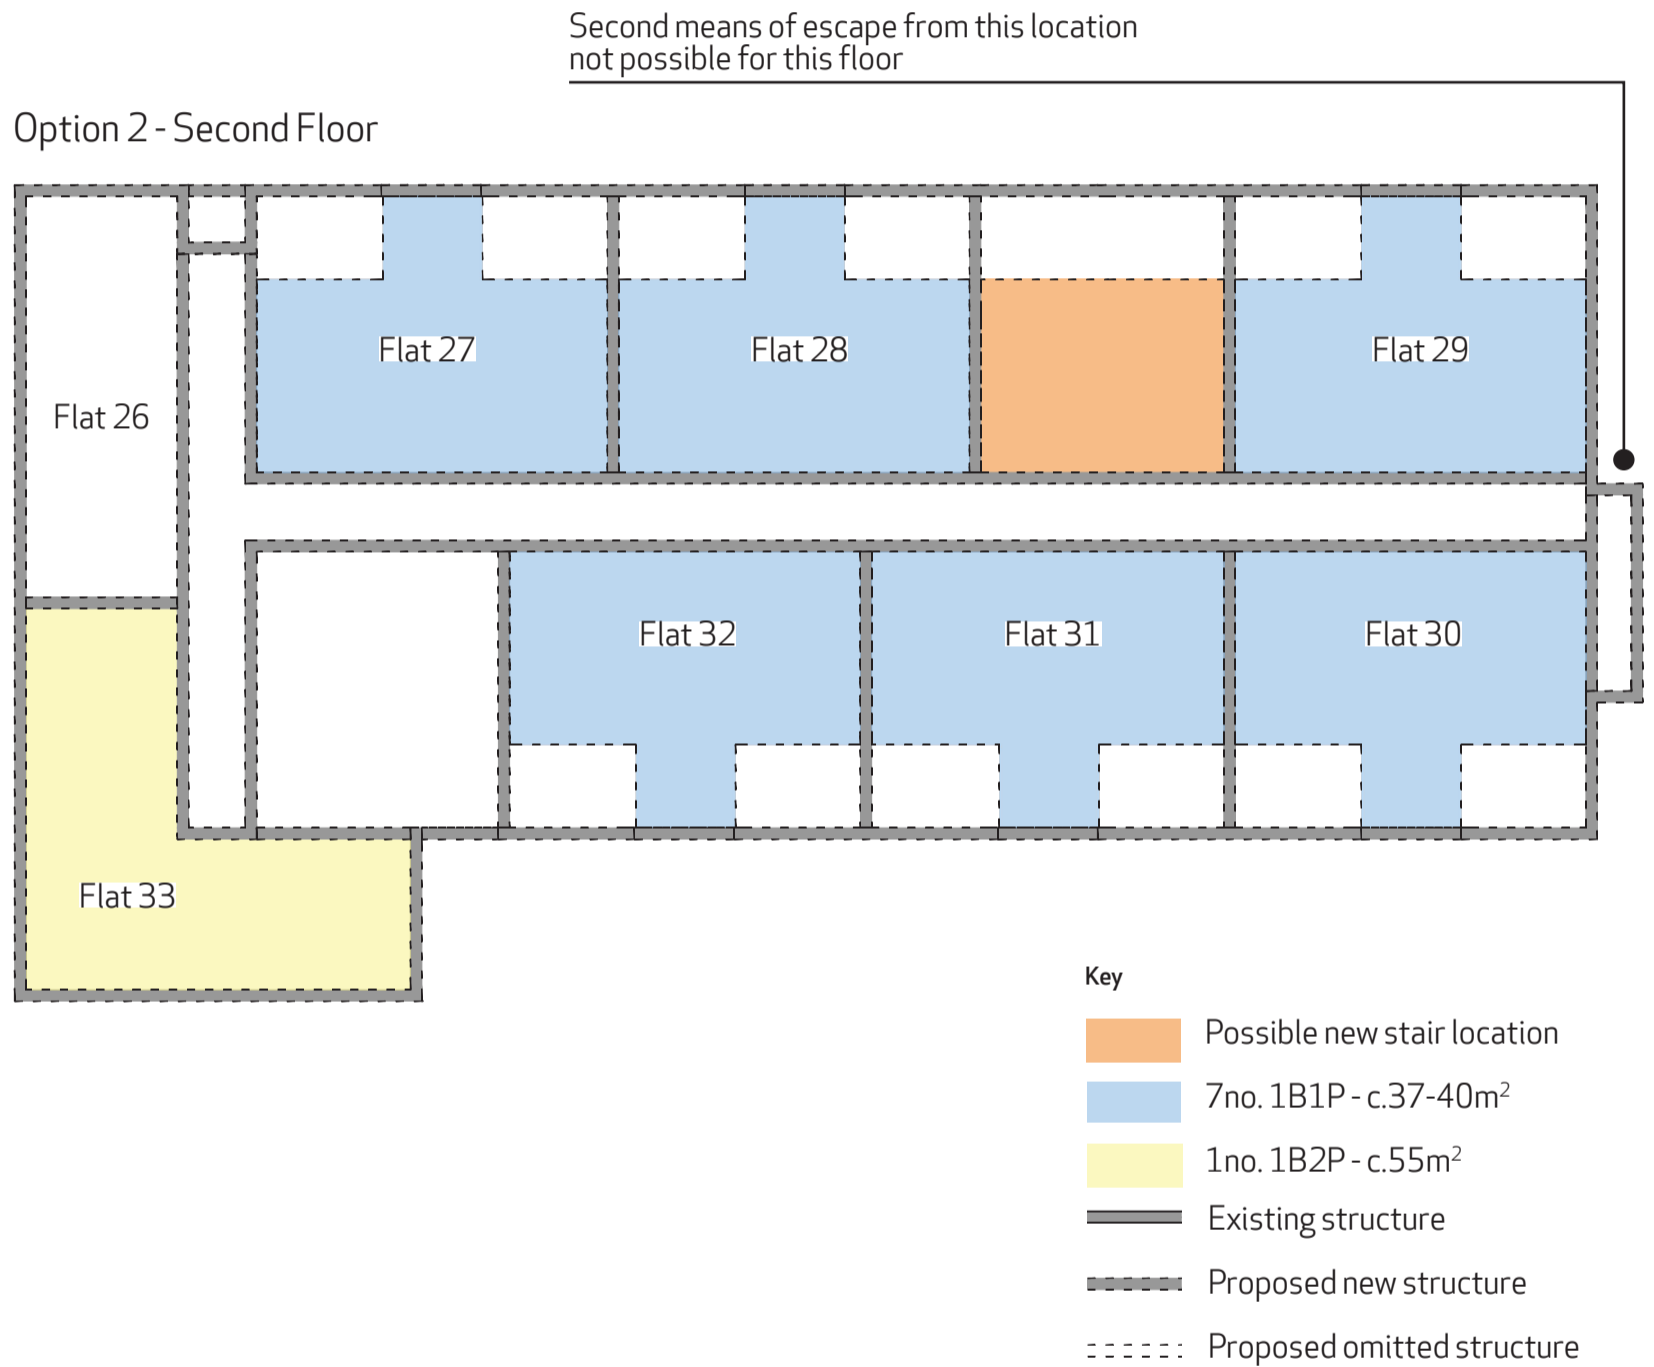 Second means of escape from this location
not possible for this floor
Option 2 - Second Floor
Flat 27
Flat 28
Flat 29
Flat 26
Flat 32
Flat 31
Flat 30
Flat 33
Key
Possible new stair location
7no. 1B1P - c.37-40m²
1no. 1B2P - c.55m²
Existing structure
Proposed new structure
Proposed omitted structure